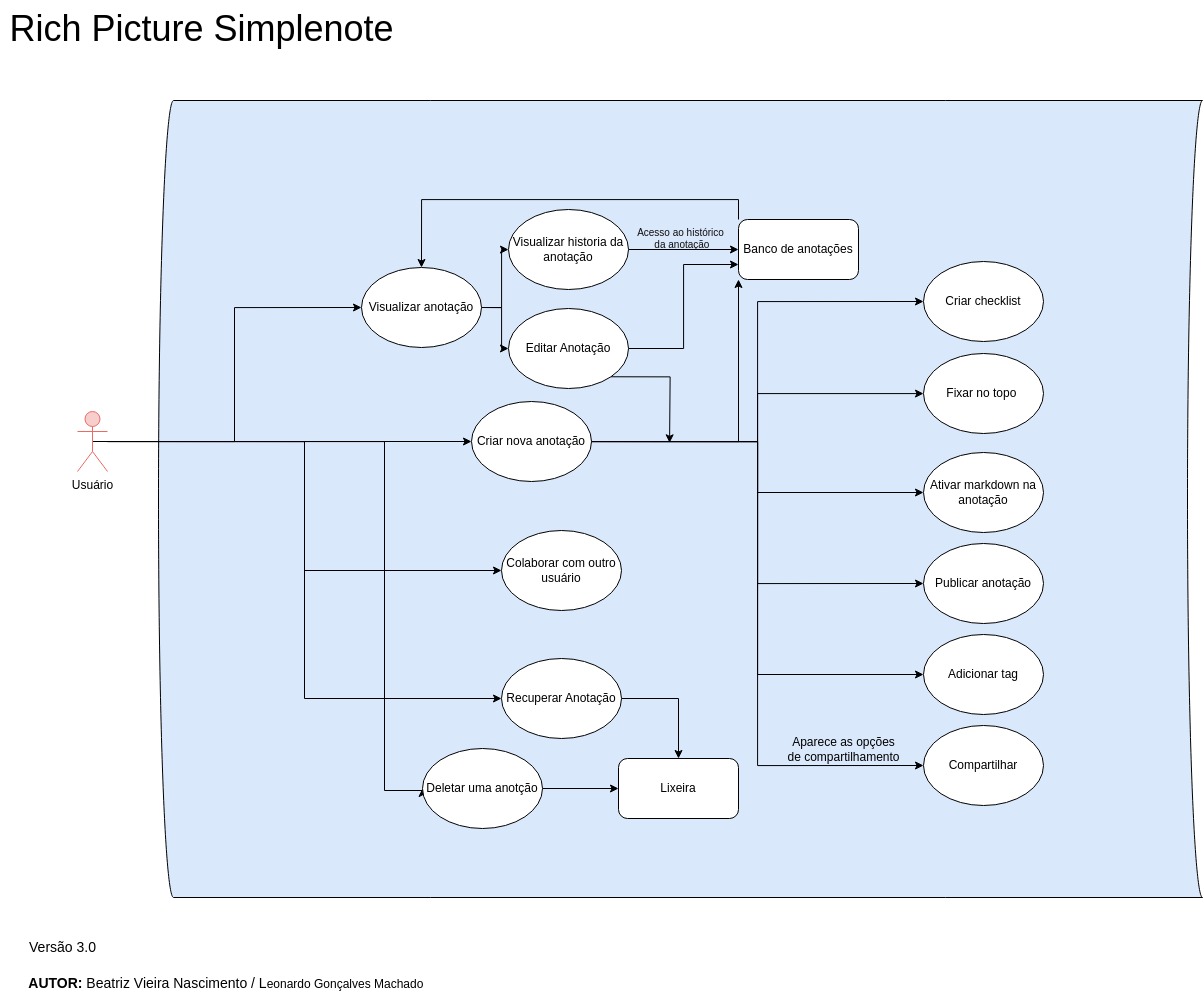 Rich Picture Simplenote
Acesso ao histórico
da anotação
Visualizar historia da
anotação
Banco de anotações
Visualizar anotação
Criar checklist
Editar Anotação
Fixar no topo
Criar nova anotação
Usuário
Ativar markdown na
anotação
Colaborar com outro
usuário
Publicar anotação
Adicionar tag
Recuperar Anotação
Aparece as opções
de compartilhamento
Compartilhar
Deletar uma anotção
Lixeira
Versão 3.0
AUTOR: Beatriz Vieira Nascimento / Leonardo Gonçalves Machado